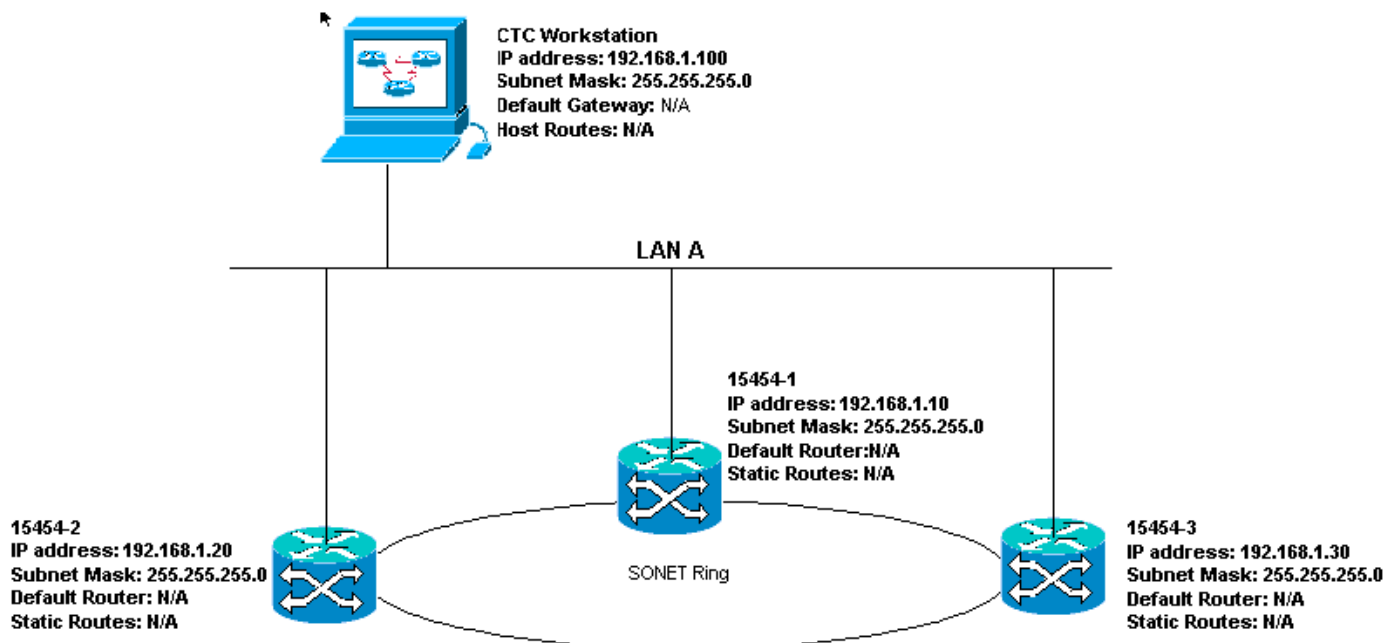 CTC Workstation
IP address: 192.168.1.100
Subnet Mask: 255.255.255.0
Default Gateway: N/A
Host Routes: N/A
LAN A
15454-1
IP address: 192.168.1.10
Subnet Mask: 255.255.255.0
Default Router:N/A
Static Routes: N/A
15454-2
IP address: 192.168.1.20
Subnet Mask: 255.255.255.0
Default Router: N/A
Static Routes: N/A
SONET Ring
15454-3
IP address: 192.168.1.30
Subnet Mask: 255.255.255.0
Default Router: N/A
Static Routes: N/A